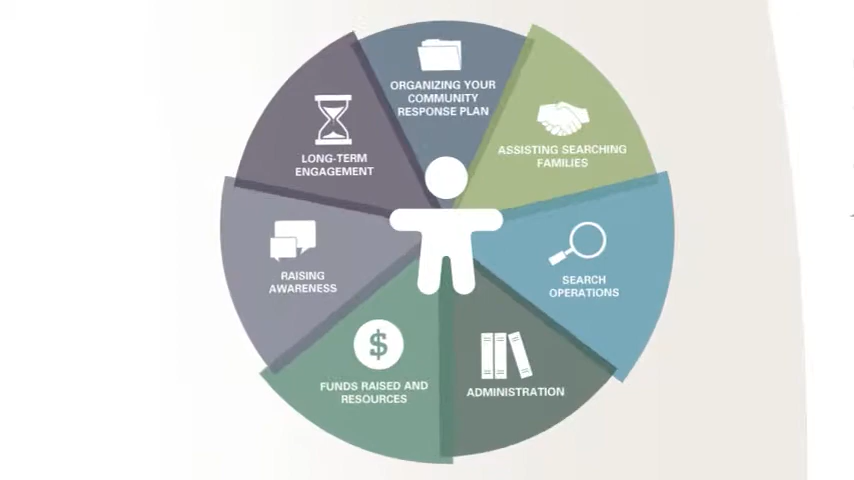 ORGANIZING YOUR
COMMUNITY
RESPONSE PLAN
ASSISTING SEARCHING
FAMILIES
SEARCH
OPERATIONS
ADMINISTRATION
FUNDS RAISED AND
RESOURCES
$
RAISING
AWARENESS
LONG-TERM
ENGAGEMENT